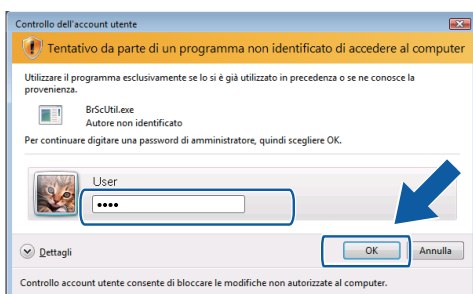 Controllo dell'account utente
Tentativo da parte di un programma non identificato di accedere al computer
Utilizzare il programma esclusivamente se lo si è già utilizzato in precedenza o se ne conosce la
provenienza.
BrScUtil.exe
Autore non identificato
Per continuare digitare una password di amministratore, quindi scegliere OK.
User
••••
Dettagli
OK
Annulla
Controllo account utente consente di bloccare le modifiche non autorizzate al computer.